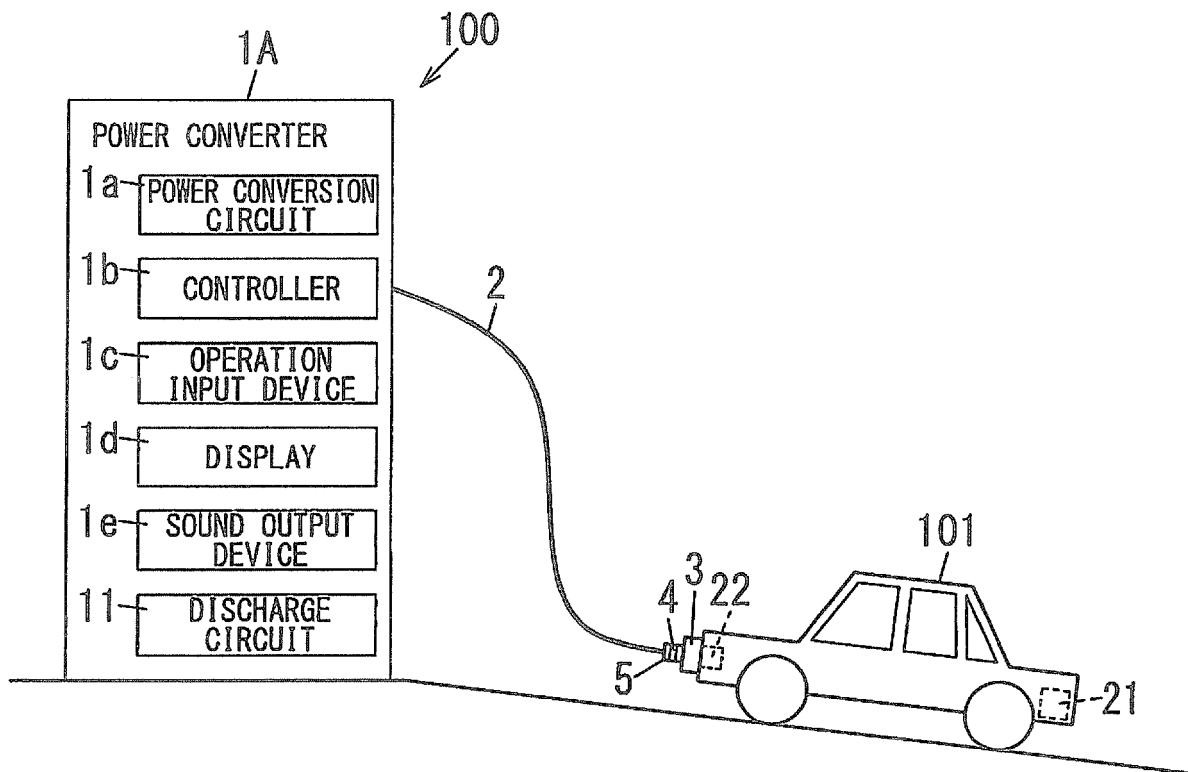 100
1A
POWER CONVERTER
1a
POWER CONVERSION
CIRCUIT
1b
CONTROLLER
1c
OPERATION
INPUT DEVICE
1d
DISPLAY
1e
SOUND OUTPUT
DEVICE
11
DISCHARGE
CIRCUIT
2
101
3
22
4
5
21